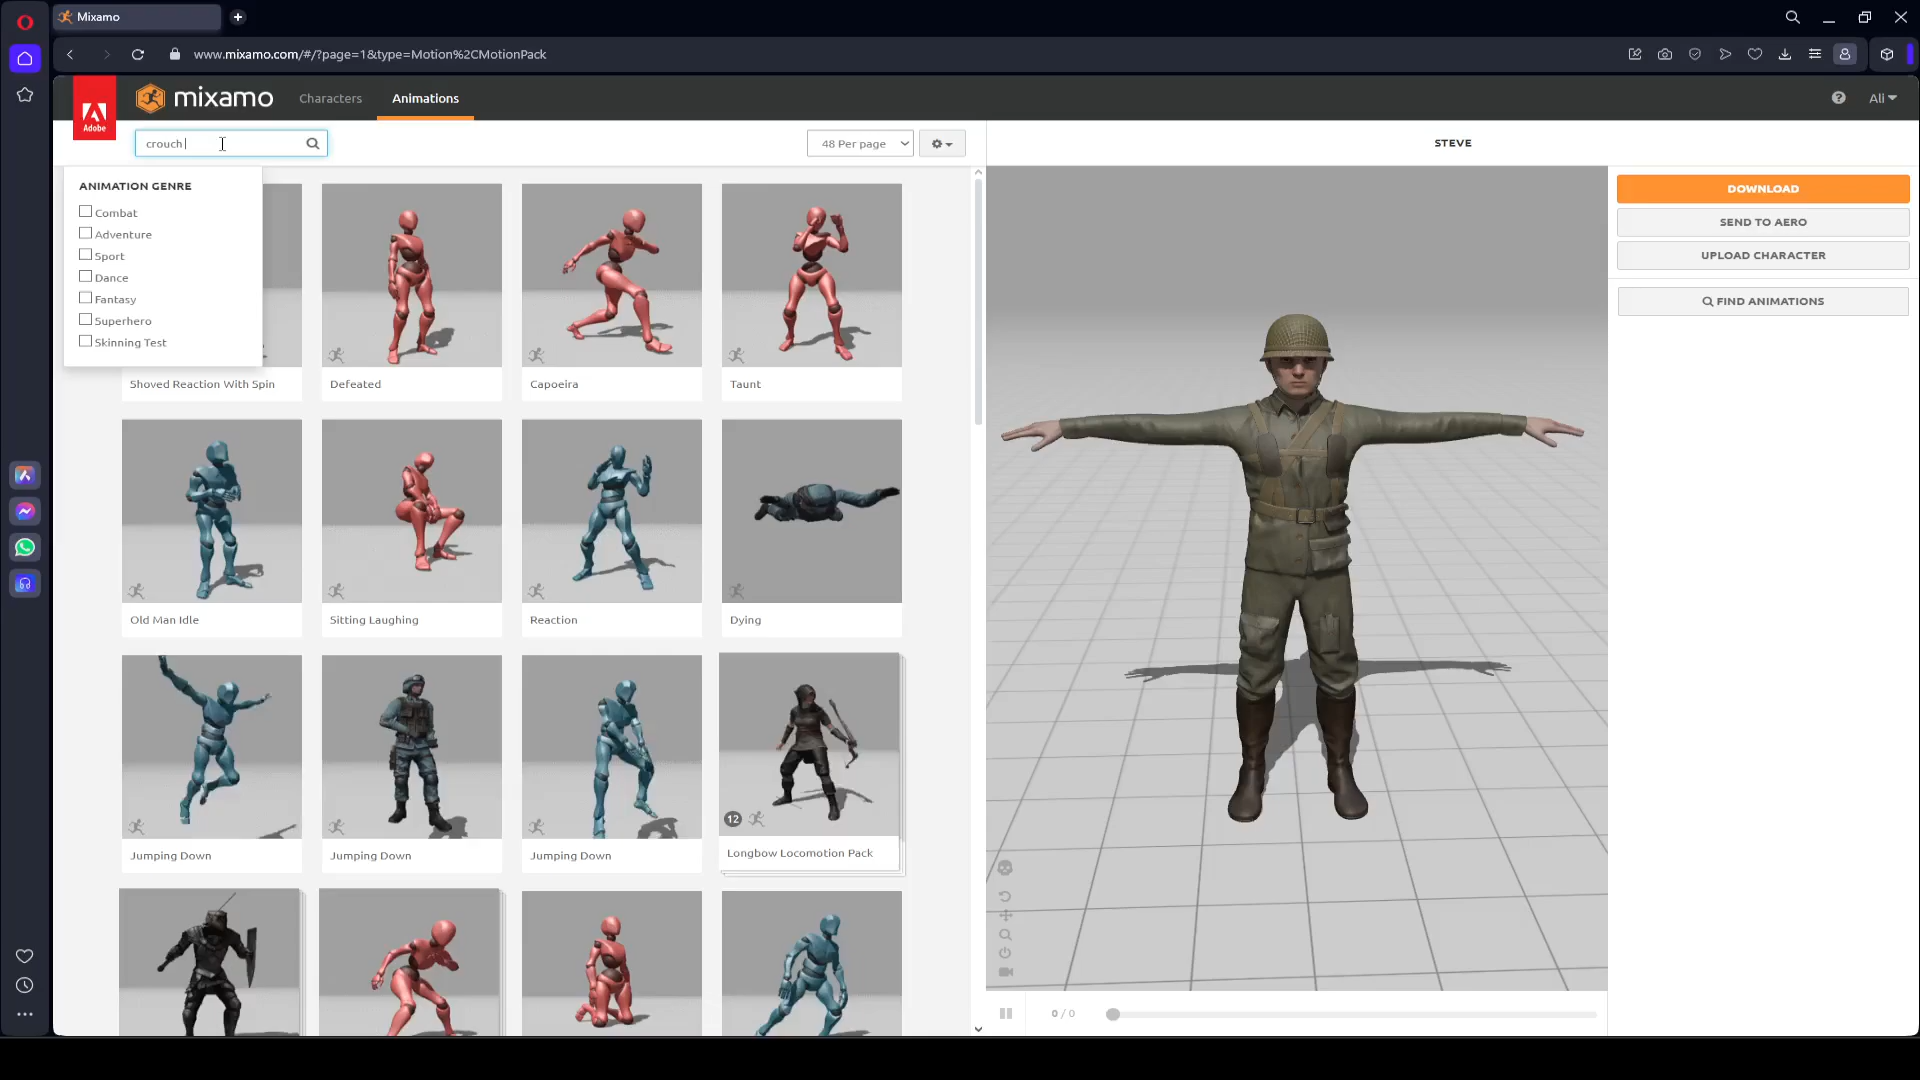 Mixamo
www.mixamo.com/#/?page=1&type=Motion%2CMotionPack
Adobe
mixamo
Characters
Animations
Ali
crouch
48 Per page
STEVE
ANIMATION GENRE
Combat
Adventure
Sport
Dance
Fantasy
Superhero
Skinning Test
DOWNLOAD
SEND TO AERO
UPLOAD CHARACTER
FIND ANIMATIONS
Shoved Reaction With Spin
Defeated
Capoeira
Taunt
Old Man Idle
Sitting Laughing
Reaction
Dying
12
Jumping Down
Jumping Down
Jumping Down
Longbow Locomotion Pack
0 / 0